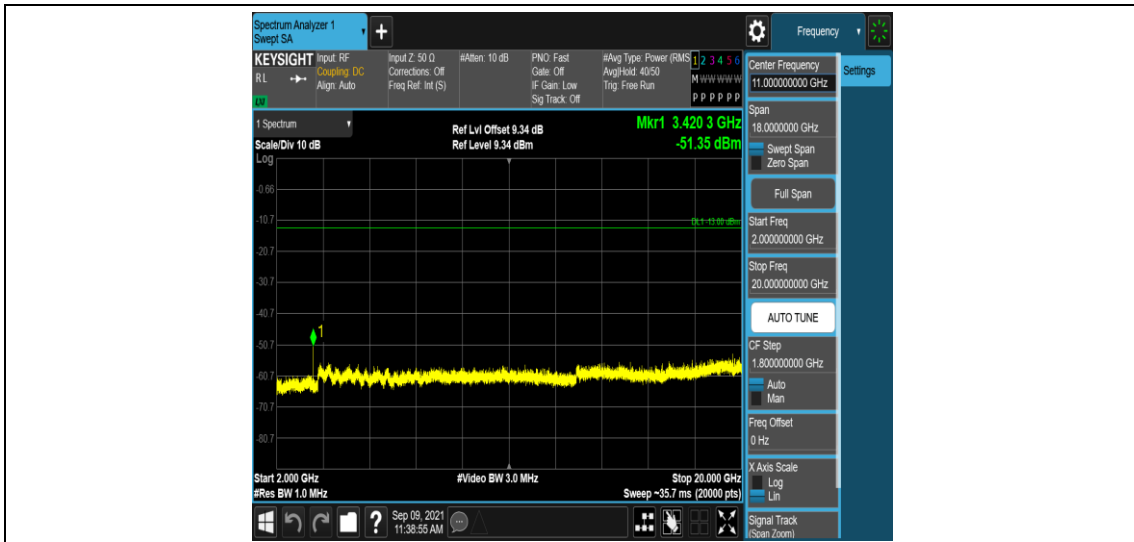 Spectrum Analyzer 1
Swept SA
+
Frequency
KEYSIGHT
RL
LXI
Input: RF
Coupling: DC
Align: Auto
Input Z: 50 Ω
Corrections: Off
Freq Ref: Int (S)
#Atten: 10 dB
PNO: Fast
Gate: Off
IF Gain: Low
Sig Track: Off
#Avg Type: Power (RMS
Avg|Hold: 40/50
Trig: Free Run
1 2 3 4 5 6
M W W W W W
P P P P P P
1 Spectrum
Scale/Div 10 dB
Log
Ref Lvl Offset 9.34 dB
Ref Level 9.34 dBm
Mkr1 3.420 3 GHz
-51.35 dBm
-0.66
-10.7
DL1 -13.00 dBm
-20.7
-30.7
-40.7
1
-50.7
-60.7
-70.7
-80.7
Start 2.000 GHz
#Res BW 1.0 MHz
#Video BW 3.0 MHz
Stop 20.000 GHz
Sweep ~35.7 ms (20000 pts)
?
Sep 09, 2021
11:38:55 AM
Center Frequency
11.000000000 GHz
Settings
Span
18.0000000 GHz
Swept Span
Zero Span
Full Span
Start Freq
2.000000000 GHz
Stop Freq
20.000000000 GHz
AUTO TUNE
CF Step
1.800000000 GHz
Auto
Man
Freq Offset
0 Hz
X Axis Scale
Log
Lin
Signal Track
(Span Zoom)